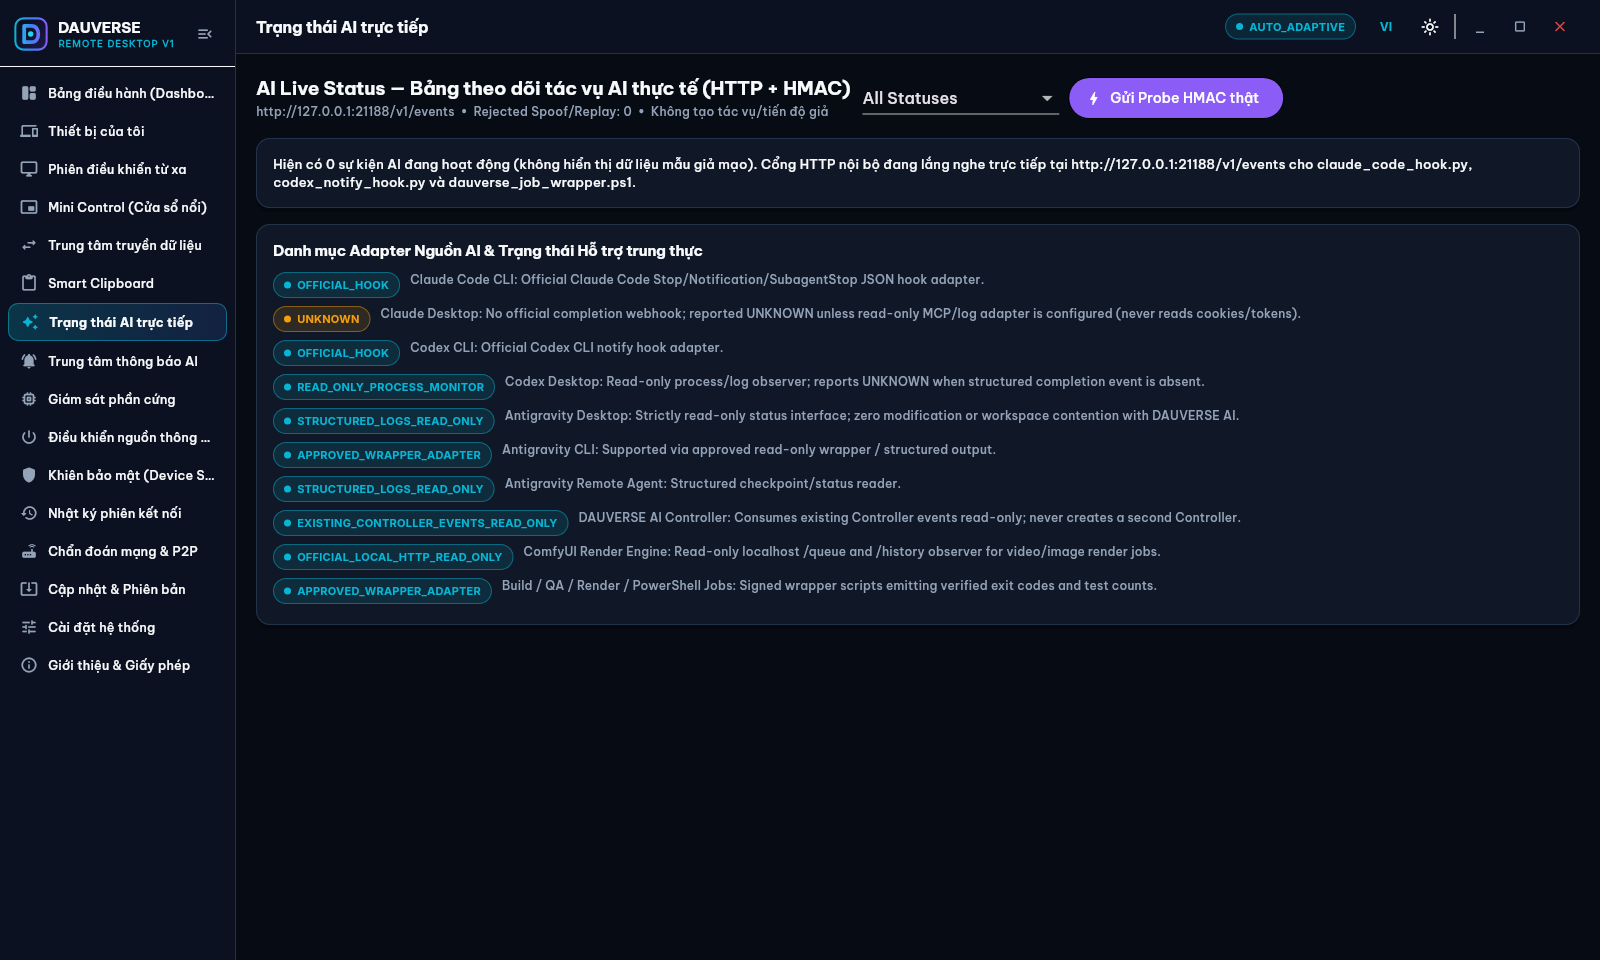 DAUVERSE
REMOTE DESKTOP V1
Bảng điều hành (Dashbo...
Thiết bị của tôi
Phiên điều khiển từ xa
Mini Control (Cửa sổ nổi)
Trung tâm truyền dữ liệu
Smart Clipboard
Trạng thái AI trực tiếp
Trung tâm thông báo AI
Giám sát phần cứng
Điều khiển nguồn thông ...
Khiên bảo mật (Device S...
Nhật ký phiên kết nối
Chẩn đoán mạng & P2P
Cập nhật & Phiên bản
Cài đặt hệ thống
Giới thiệu & Giấy phép
Trạng thái AI trực tiếp
AUTO_ADAPTIVE
VI
AI Live Status — Bảng theo dõi tác vụ AI thực tế (HTTP + HMAC)
http://127.0.0.1:21188/v1/events • Rejected Spoof/Replay: 0 • Không tạo tác vụ/tiến độ giả
All Statuses
Gửi Probe HMAC thật
Hiện có 0 sự kiện AI đang hoạt động (không hiển thị dữ liệu mẫu giả mạo). Cổng HTTP nội bộ đang lắng nghe trực tiếp tại http://127.0.0.1:21188/v1/events cho claude_code_hook.py,
codex_notify_hook.py và dauverse_job_wrapper.ps1.
Danh mục Adapter Nguồn AI & Trạng thái Hỗ trợ trung thực
OFFICIAL_HOOK Claude Code CLI: Official Claude Code Stop/Notification/SubagentStop JSON hook adapter.
UNKNOWN Claude Desktop: No official completion webhook; reported UNKNOWN unless read-only MCP/log adapter is configured (never reads cookies/tokens).
OFFICIAL_HOOK Codex CLI: Official Codex CLI notify hook adapter.
READ_ONLY_PROCESS_MONITOR Codex Desktop: Read-only process/log observer; reports UNKNOWN when structured completion event is absent.
STRUCTURED_LOGS_READ_ONLY Antigravity Desktop: Strictly read-only status interface; zero modification or workspace contention with DAUVERSE AI.
APPROVED_WRAPPER_ADAPTER Antigravity CLI: Supported via approved read-only wrapper / structured output.
STRUCTURED_LOGS_READ_ONLY Antigravity Remote Agent: Structured checkpoint/status reader.
EXISTING_CONTROLLER_EVENTS_READ_ONLY DAUVERSE AI Controller: Consumes existing Controller events read-only; never creates a second Controller.
OFFICIAL_LOCAL_HTTP_READ_ONLY ComfyUI Render Engine: Read-only localhost /queue and /history observer for video/image render jobs.
APPROVED_WRAPPER_ADAPTER Build / QA / Render / PowerShell Jobs: Signed wrapper scripts emitting verified exit codes and test counts.